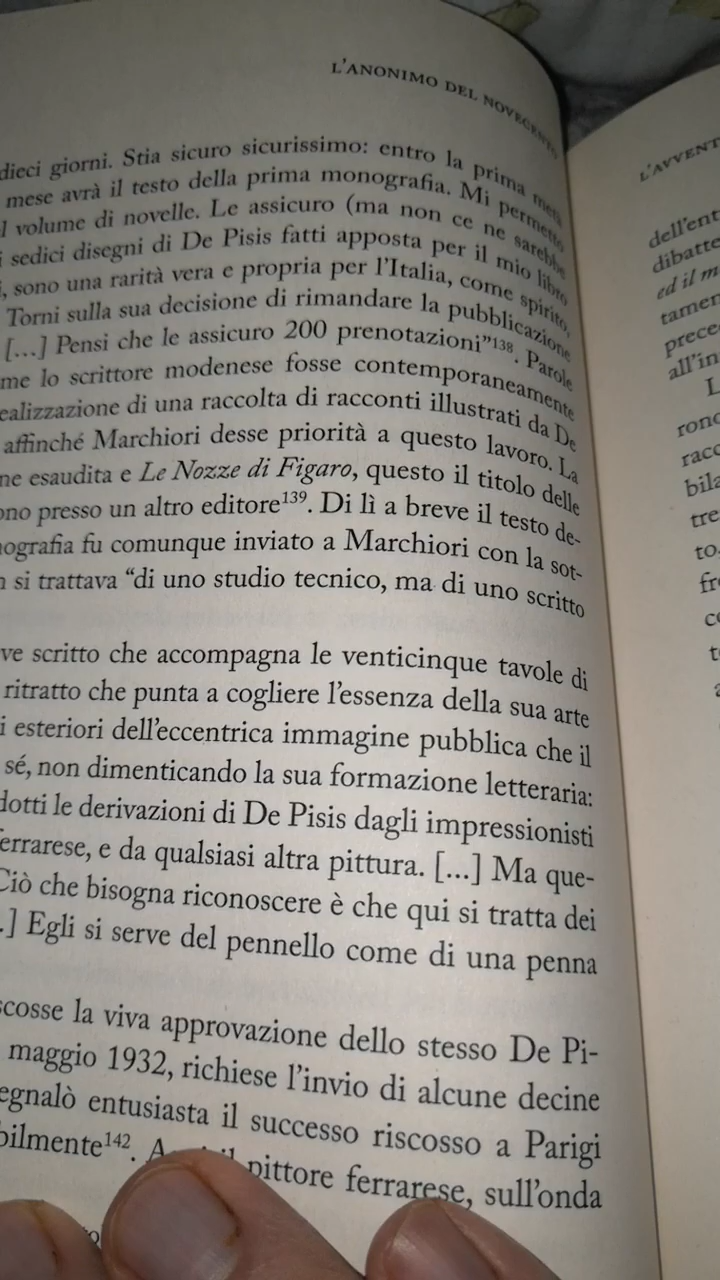 L'ANONIMO DEL NOVECENTO
dieci giorni. Stia sicuro sicurissimo: entro la prima metà
mese avrà il testo della prima monografia. Mi permetto
volume di novelle. Le assicuro (ma non ce ne sarebbe
sedici disegni di De Pisis fatti apposta per il mio libro
sono una rarità vera e propria per l'Italia, come spirito,
Torni sulla sua decisione di rimandare la pubblicazione
[...] Pensi che le assicuro 200 prenotazioni”138. Parole
me lo scrittore modenese fosse contemporaneamente
ealizzazione di una raccolta di racconti illustrati da De
affinché Marchiori desse priorità a questo lavoro. La
ne esaudita e Le Nozze di Figaro, questo il titolo delle
ono presso un altro editore139. Di lì a breve il testo de-
ografia fu comunque inviato a Marchiori con la sot-
si trattava “di uno studio tecnico, ma di uno scritto
ve scritto che accompagna le venticinque tavole di
ritratto che punta a cogliere l'essenza della sua arte
i esteriori dell'eccentrica immagine pubblica che il
sé, non dimenticando la sua formazione letteraria:
dotti le derivazioni di De Pisis dagli impressionisti
ferrarese, e da qualsiasi altra pittura. [...] Ma que-
Ciò che bisogna riconoscere è che qui si tratta dei
.] Egli si serve del pennello come di una penna
scosse la viva approvazione dello stesso De Pi-
maggio 1932, richiese l'invio di alcune decine
egnalò entusiasta il successo riscosso a Parigi
bilmente142. A
il pittore ferrarese, sull'onda
L'AVVENT
dell'ent
dibatte
ed il m
tamen
prece
all'in
L
rono
racc
bila
tre
to.
fr
co
t